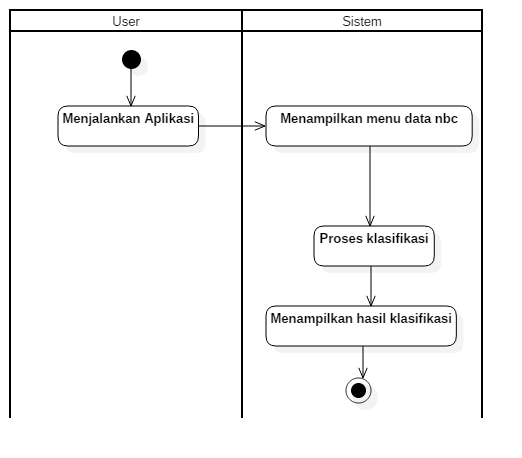 User
Sistem
Menjalankan Aplikasi
Menampilkan menu data nbc
Proses klasifikasi
Menampilkan hasil klasifikasi